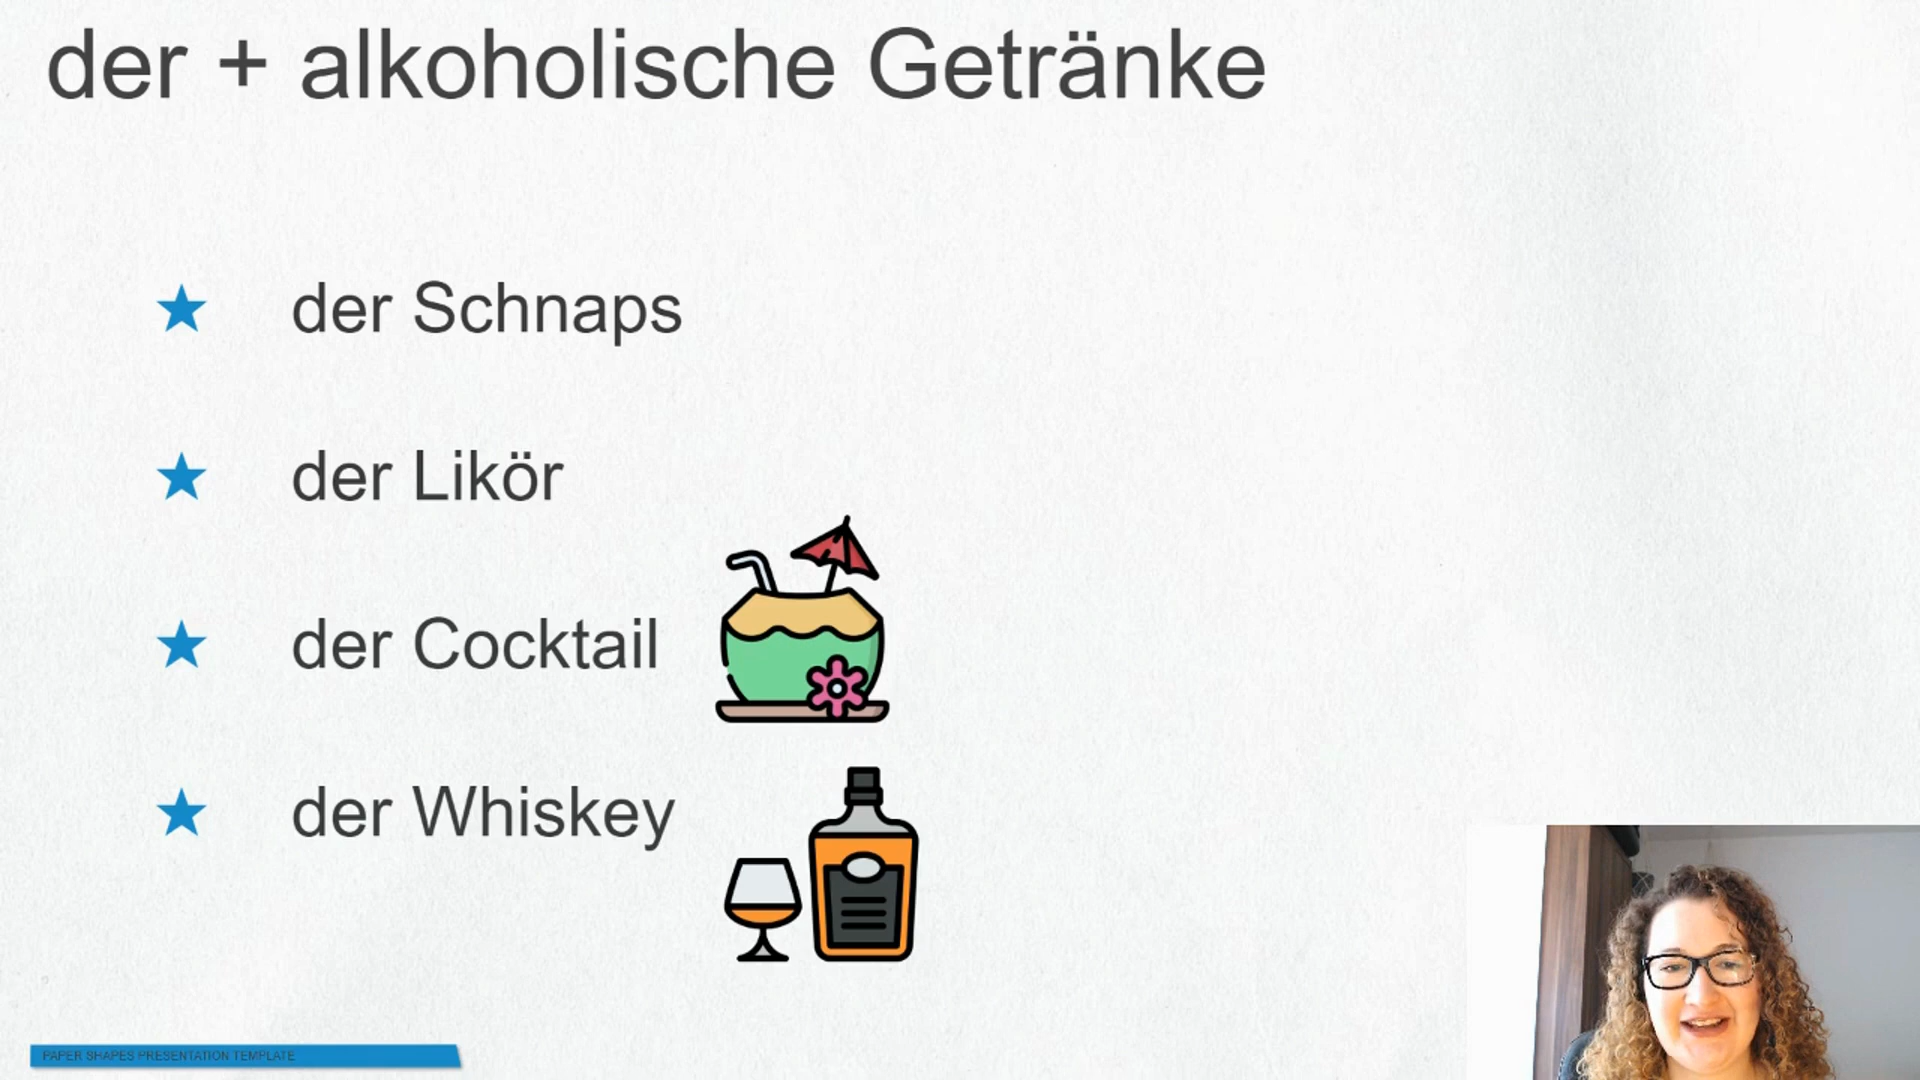 der + alkoholische Getränke
der Schnaps
der Likör
der Cocktail
der Whiskey
PAPER SHAPES PRESENTATION TEMPLATE